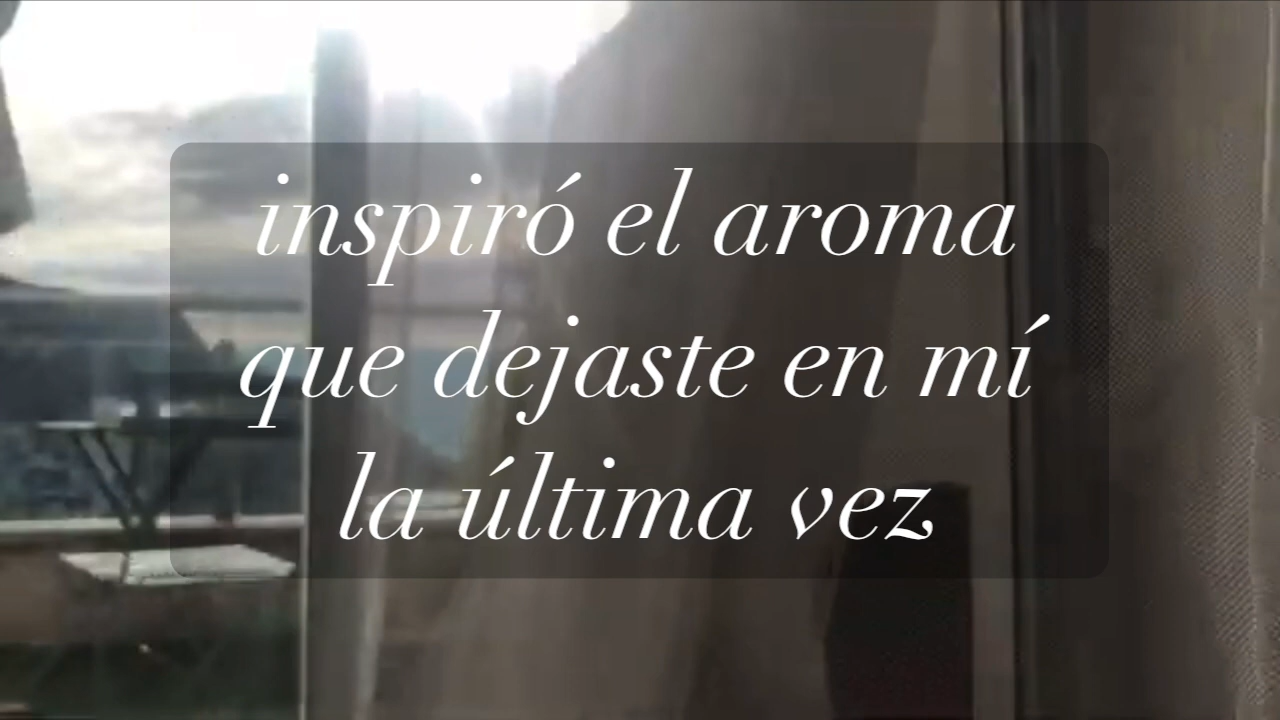 inspiró el aroma
que dejaste en mí
la última vez